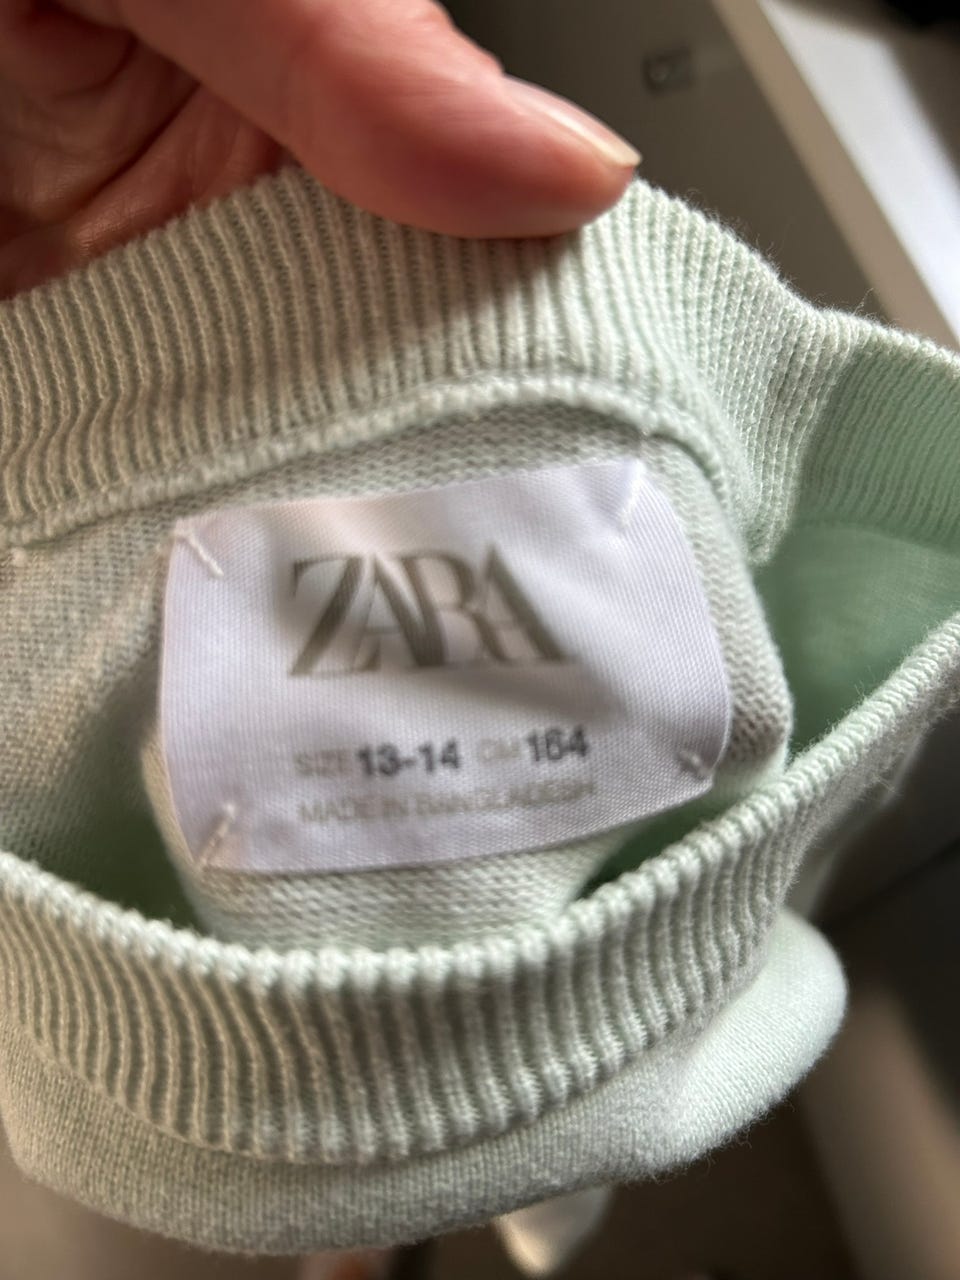 ZARA
SIZE 13-14 CM 164
MADE IN BANGLADESH